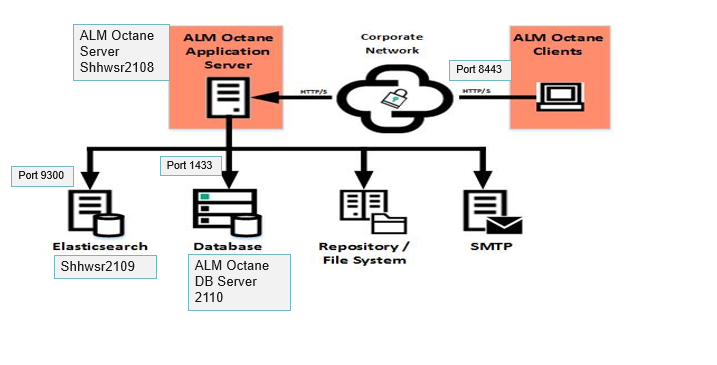 ALM Octane
Server
Shhwsr2108
ALM Octane
Application
Server
Corporate
Network
ALM Octane
Clients
Port 8443
HTTP/S
HTTP/S
Port 9300
Port 1433
Elasticsearch
Database
Repository /
File System
SMTP
Shhwsr2109
ALM Octane
DB Server
2110